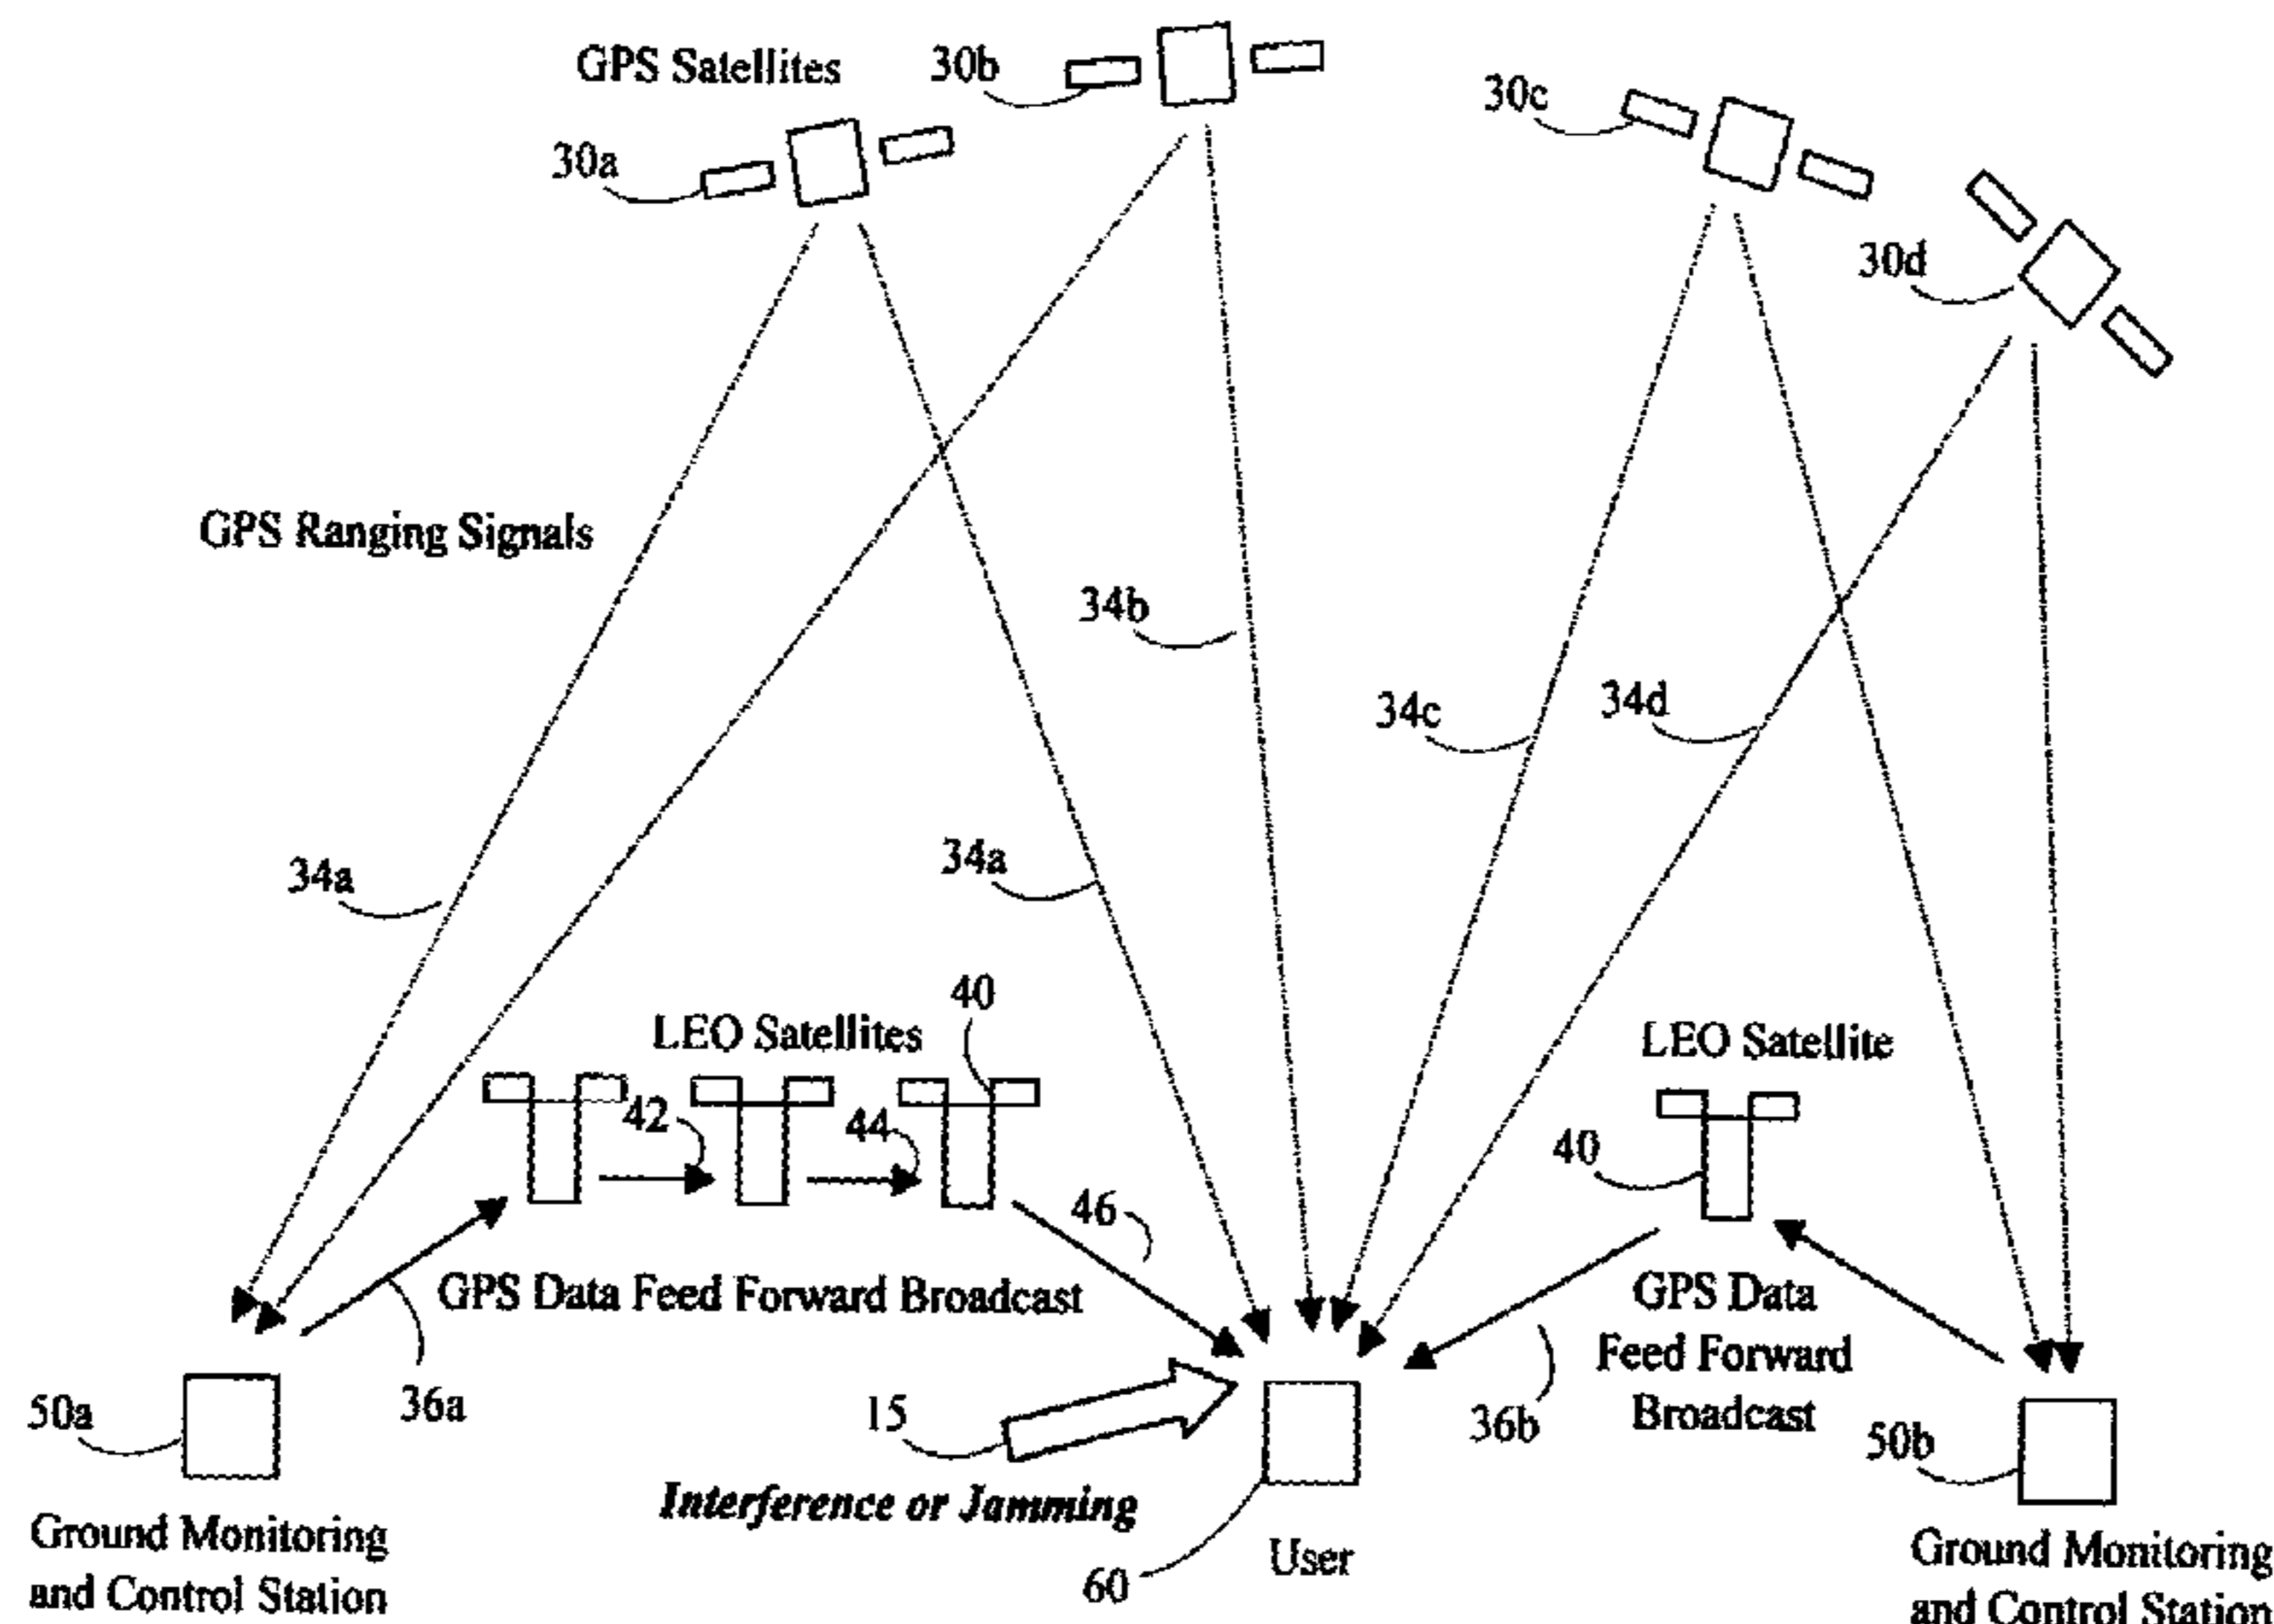 GPS Satellites
30b
30c
30a
30d
GPS Ranging Signals
34b
34c
34d
34a
34a
40
LEO Satellites
LEO Satellite
42
44
40
46
GPS Data Feed Forward Broadcast
GPS Data
Feed Forward
Broadcast
50a
36a
15
36b
50b
Interference or Jamming
Ground Monitoring
and Control Station
User
60
Ground Monitoring
and Control Station